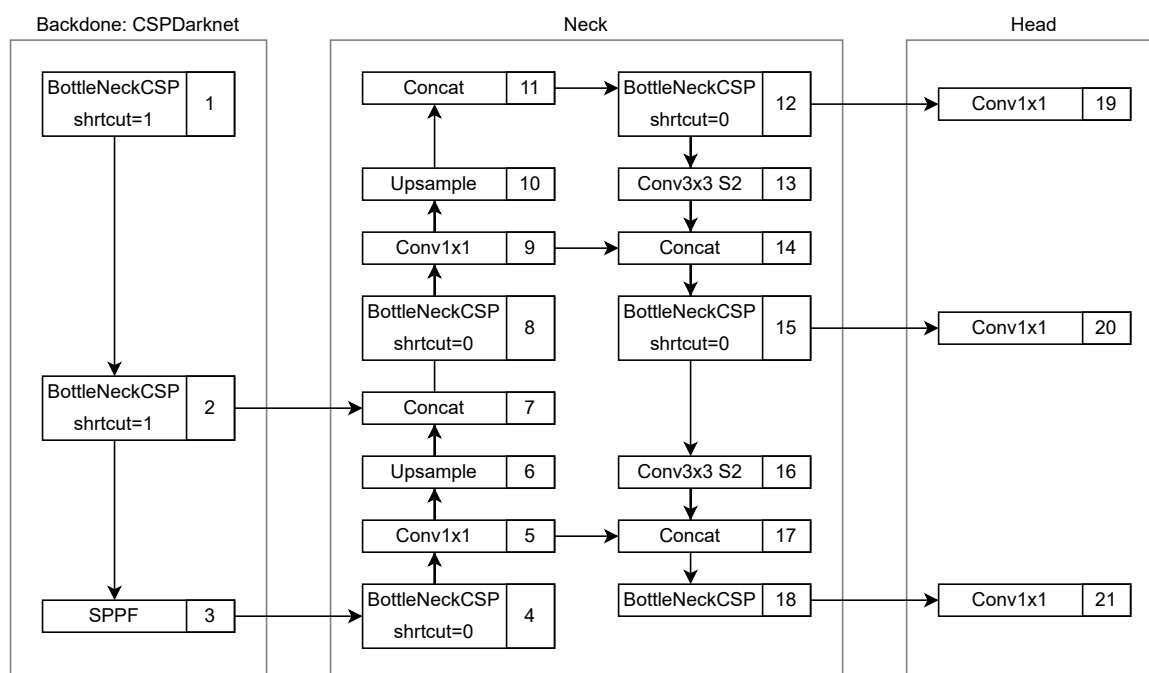 Backdone: CSPDarknet
BottleNeckCSP
shrtcut=1
1
BottleNeckCSP
shrtcut=1
2
SPPF
3
Neck
Concat
11
Upsample
10
Conv1x1
9
BottleNeckCSP
shrtcut=0
8
Concat
7
Upsample
6
Conv1x1
5
BottleNeckCSP
shrtcut=0
4
BottleNeckCSP
shrtcut=0
12
Conv3x3 S2
13
Concat
14
BottleNeckCSP
shrtcut=0
15
Conv3x3 S2
16
Concat
17
BottleNeckCSP
18
Head
Conv1x1
19
Conv1x1
20
Conv1x1
21